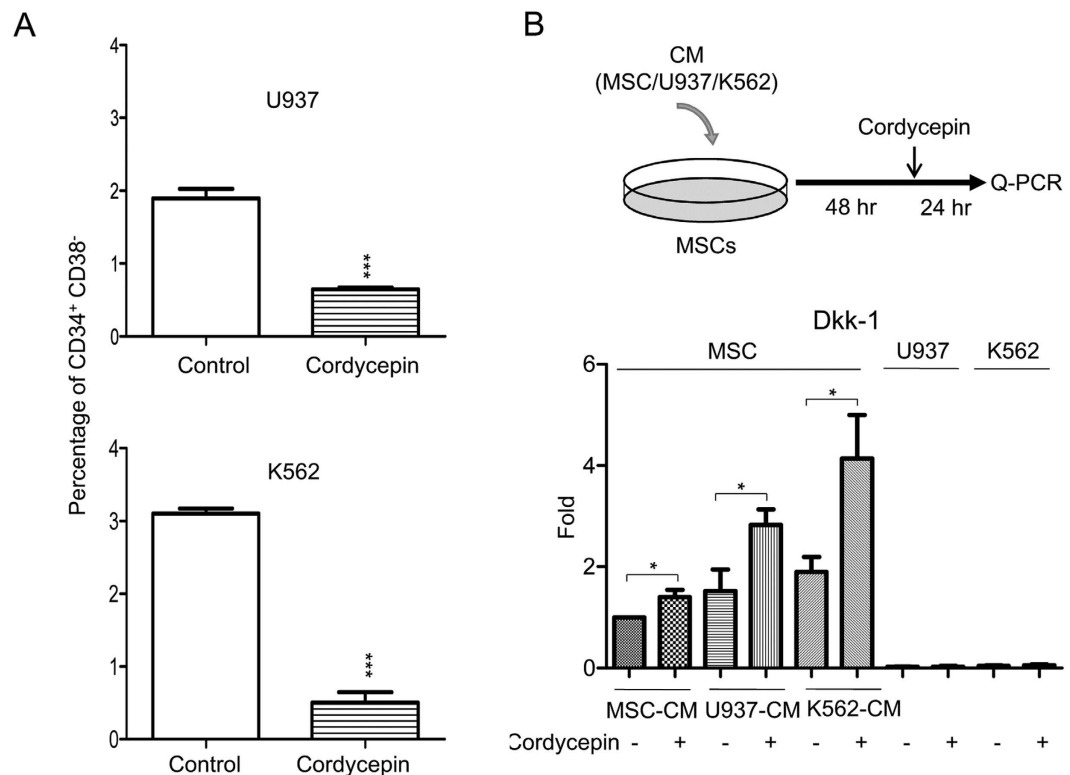 A
Percentage of CD34+ CD38-
4
3
2
1
0
U937
***
Control
Cordycepin
4
3
2
1
0
K562
***
Control
Cordycepin
B
CM
(MSC/U937/K562)
Cordycepin
Q-PCR
48 hr
24 hr
MSCs
Dkk-1
MSC
U937
K562
Fold
6
4
2
0
*
*
*
MSC-CM
U937-CM
K562-CM
Cordycepin - + - + - + - + - +